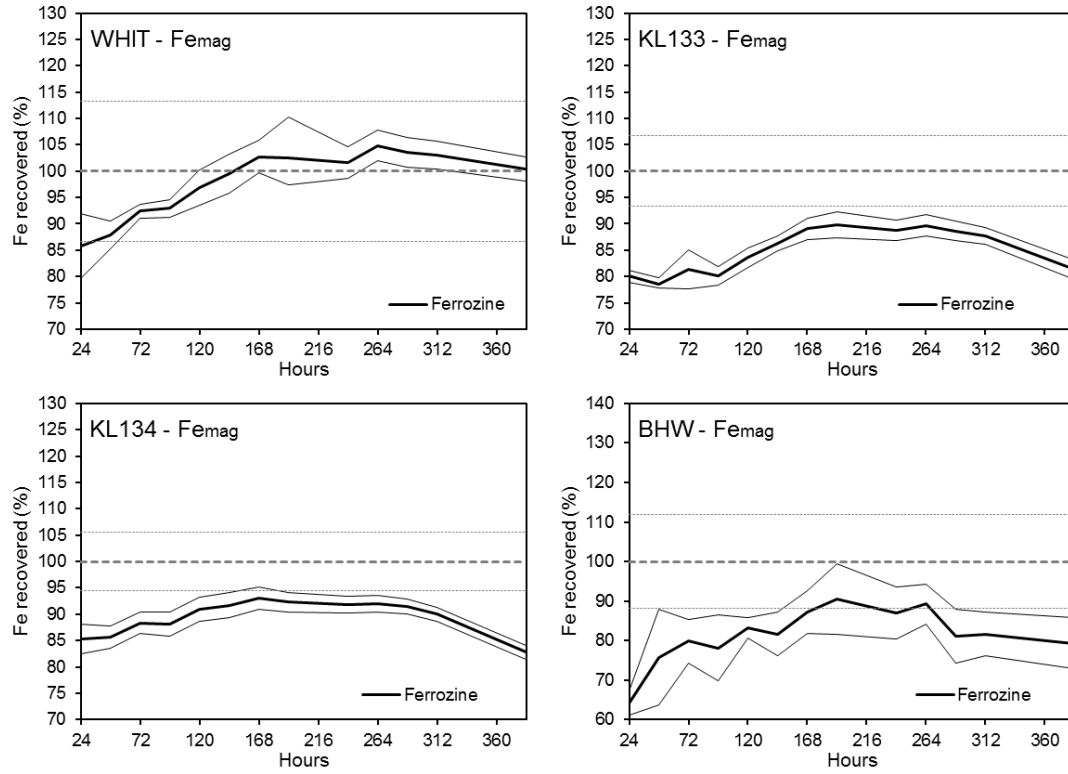 WHIT - Femag
Fe recovered (%)
130
125
120
115
110
105
100
95
90
85
80
75
70
Ferrozine
24 72 120 168 216 264 312 360
Hours
KL133 - Femag
Fe recovered (%)
130
125
120
115
110
105
100
95
90
85
80
75
70
Ferrozine
24 72 120 168 216 264 312 360
Hours
KL134 - Femag
Fe recovered (%)
130
125
120
115
110
105
100
95
90
85
80
75
70
Ferrozine
24 72 120 168 216 264 312 360
Hours
BHW - Femag
Fe recovered (%)
140
130
120
110
100
90
80
70
60
Ferrozine
24 72 120 168 216 264 312 360
Hours